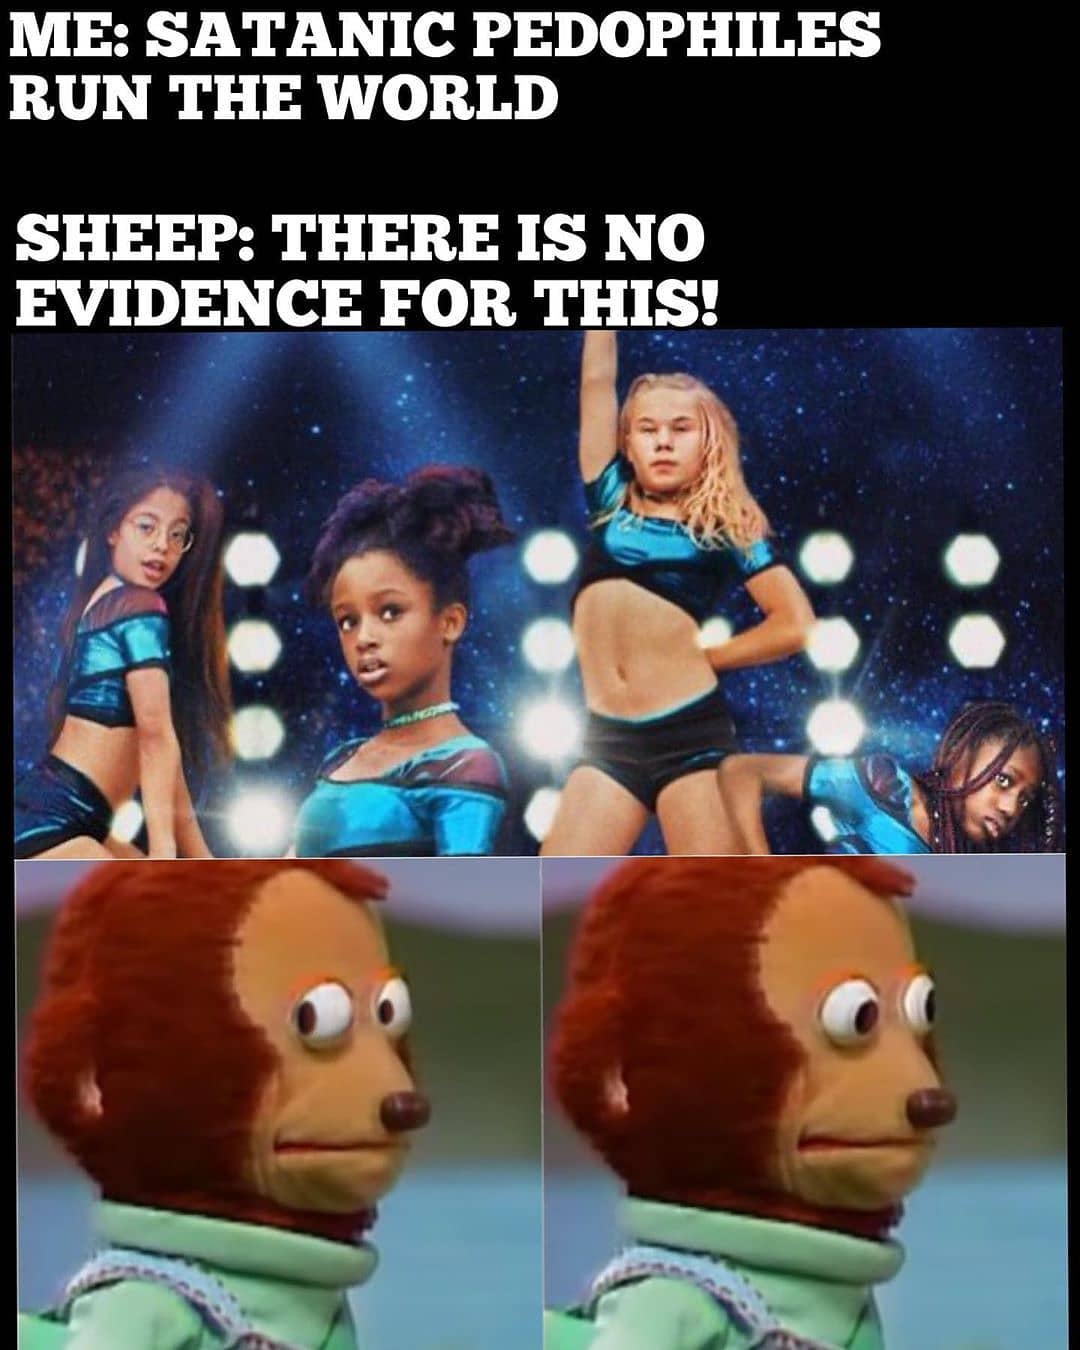 ME: SATANIC PEDOPHILES
RUN THE WORLD
SHEEP: THERE IS NO
EVIDENCE FOR THIS!